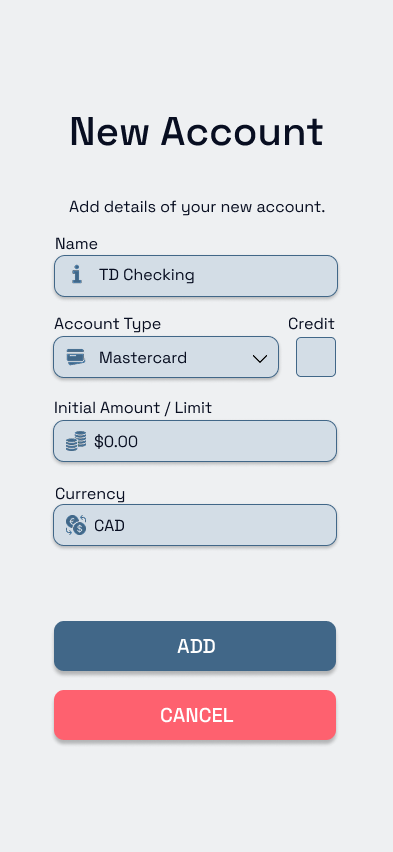 New Account
Add details of your new account.
Name
TD Checking
Account Type
Credit
Mastercard
Initial Amount / Limit
$0.00
Currency
CAD
ADD
CANCEL